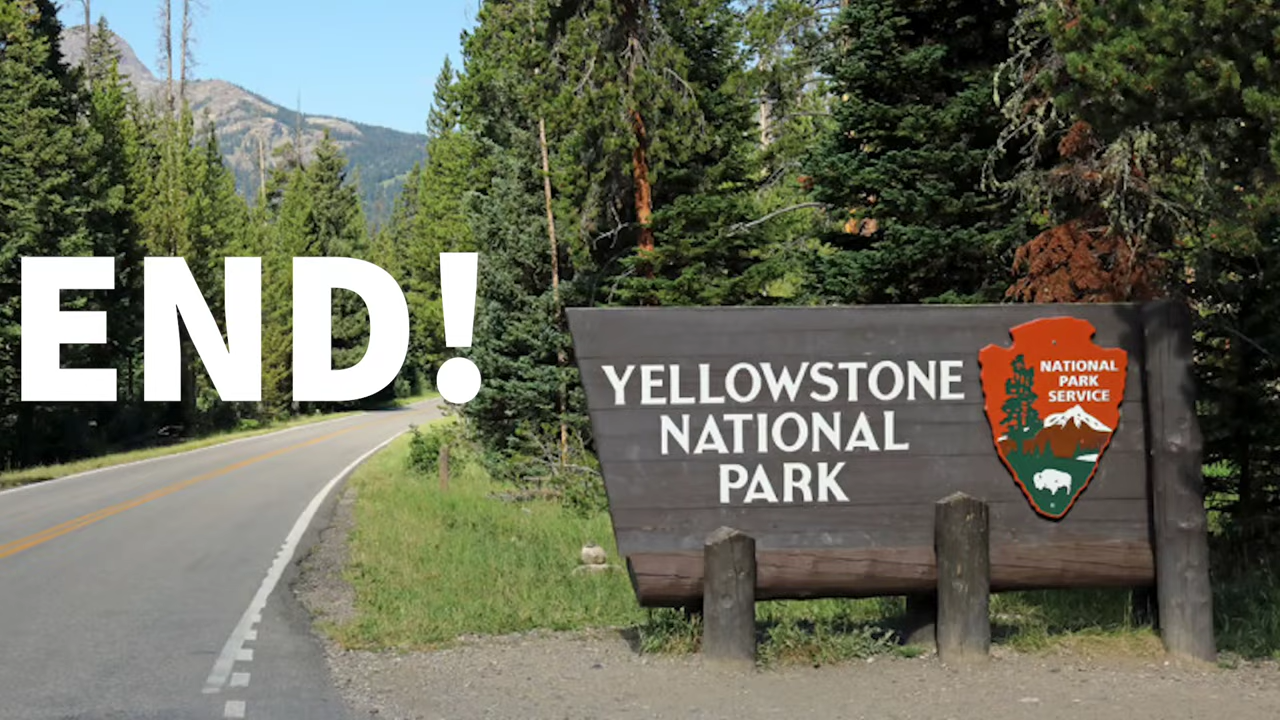 END!
YELLOWSTONE
NATIONAL
PARK
NATIONAL
PARK
SERVICE